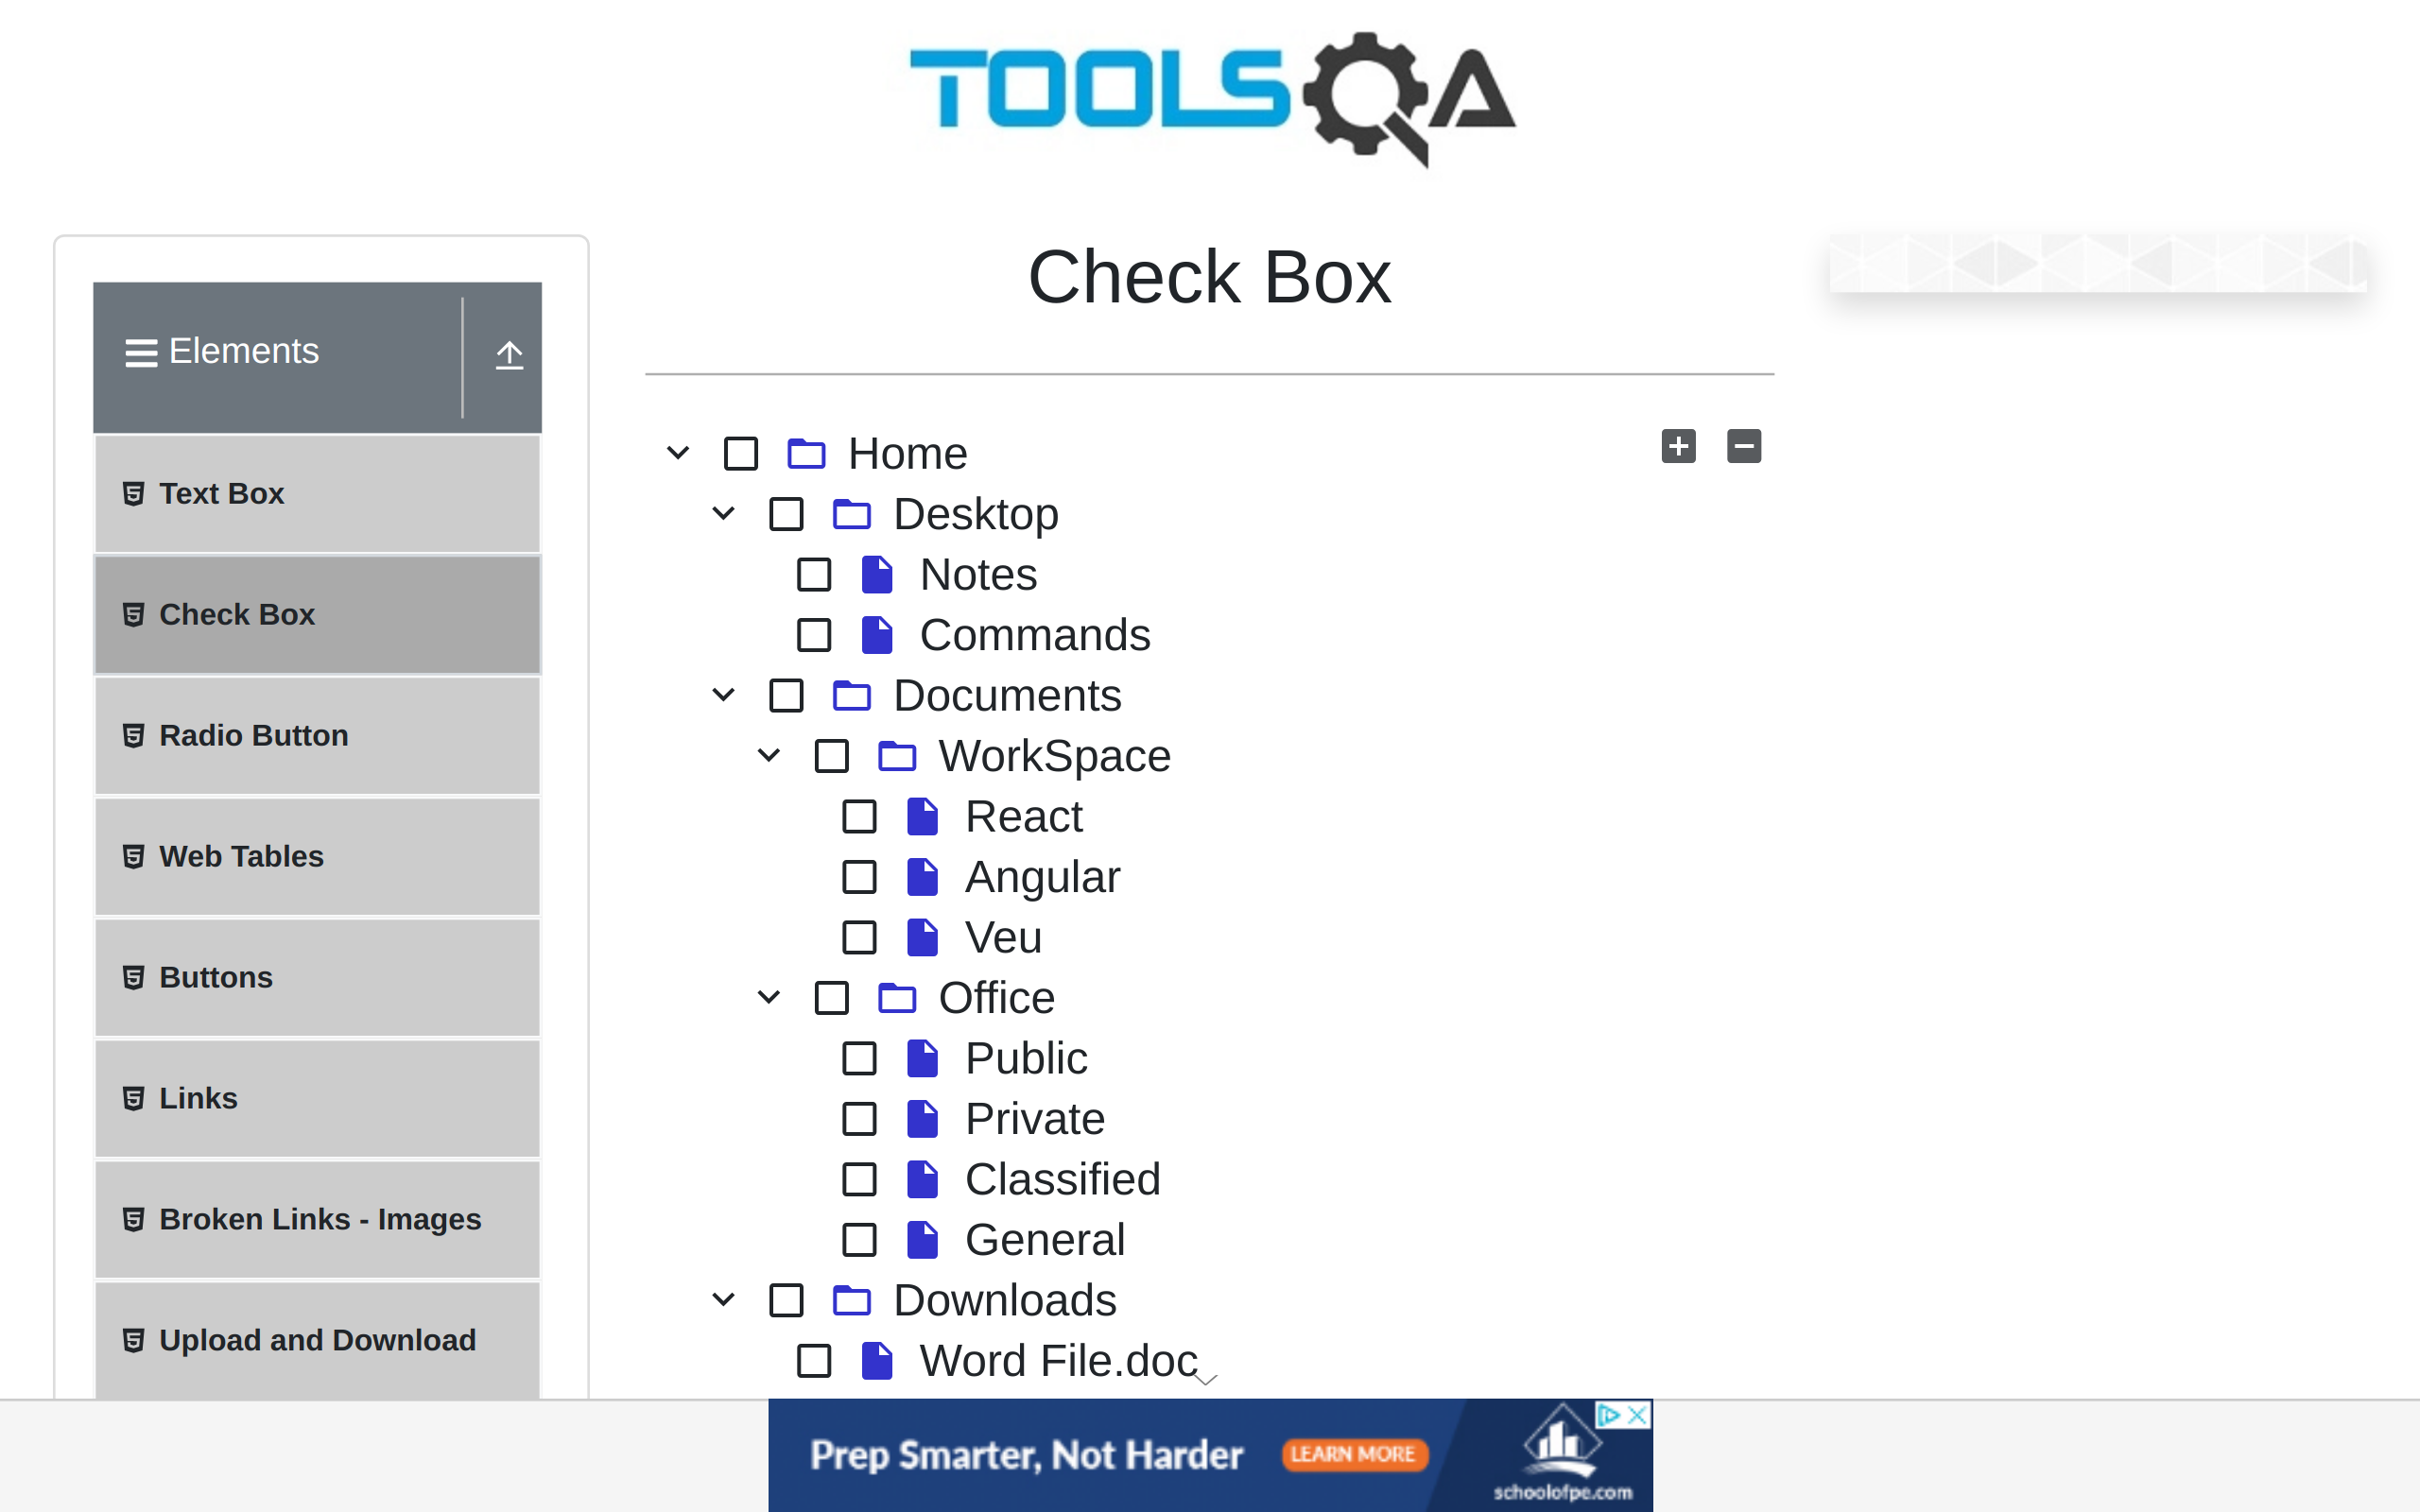 TOOLSQA
Check Box
Elements
Text Box
Check Box
Radio Button
Web Tables
Buttons
Links
Broken Links - Images
Upload and Download
Home
Desktop
Notes
Commands
Documents
WorkSpace
React
Angular
Veu
Office
Public
Private
Classified
General
Downloads
Word File.doc
Prep Smarter, Not Harder
LEARN MORE
schoolofpe.com